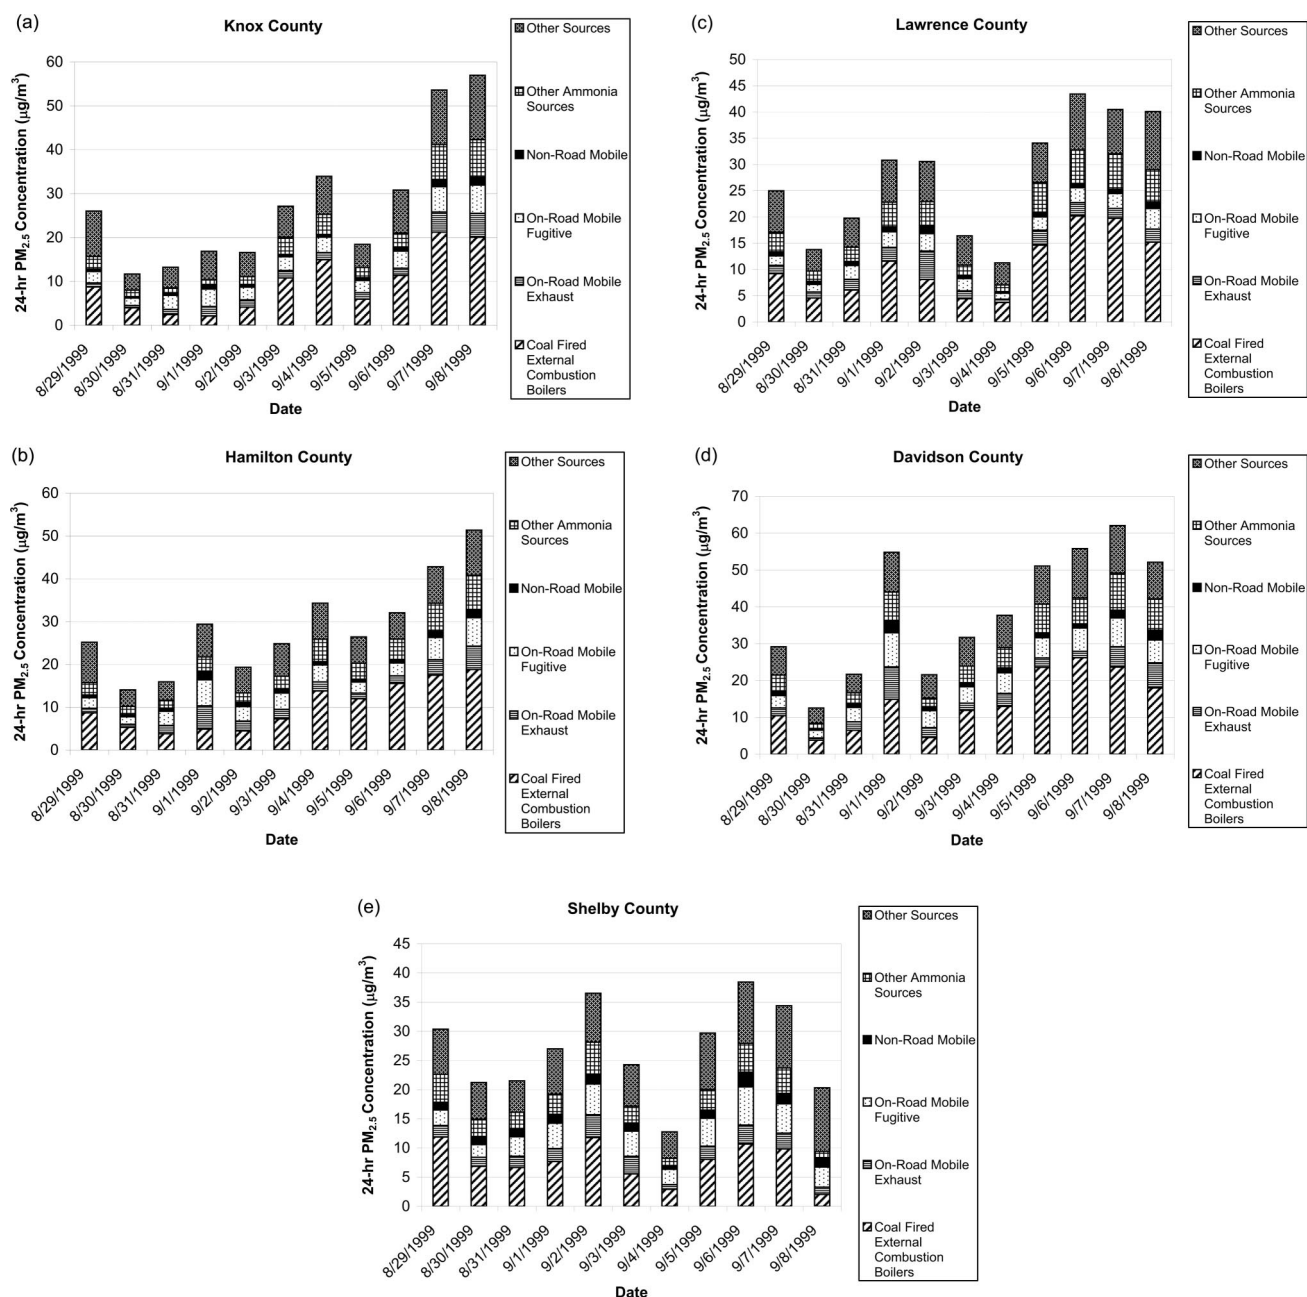 (a)
Knox County
24-hr PM2.5 Concentration (µg/m³)
60
50
40
30
20
10
0
8/29/1999
8/30/1999
8/31/1999
9/1/1999
9/2/1999
9/3/1999
9/4/1999
9/5/1999
9/6/1999
9/7/1999
9/8/1999
Date
Other Sources
Other Ammonia
Sources
Non-Road Mobile
On-Road Mobile
Fugitive
On-Road Mobile
Exhaust
Coal Fired
External
Combustion
Boilers
(c)
Lawrence County
24-hr PM2.5 Concentration (µg/m³)
50
45
40
35
30
25
20
15
10
5
0
8/29/1999
8/30/1999
8/31/1999
9/1/1999
9/2/1999
9/3/1999
9/4/1999
9/5/1999
9/6/1999
9/7/1999
9/8/1999
Date
Other Sources
Other Ammonia
Sources
Non-Road Mobile
On-Road Mobile
Fugitive
On-Road Mobile
Exhaust
Coal Fired
External
Combustion
Boilers
(b)
Hamilton County
24-hr PM2.5 Concentration (µg/m³)
60
50
40
30
20
10
0
8/29/1999
8/30/1999
8/31/1999
9/1/1999
9/2/1999
9/3/1999
9/4/1999
9/5/1999
9/6/1999
9/7/1999
9/8/1999
Date
Other Sources
Other Ammonia
Sources
Non-Road Mobile
On-Road Mobile
Fugitive
On-Road Mobile
Exhaust
Coal Fired
External
Combustion
Boilers
(d)
Davidson County
24-hr PM2.5 Concentration (µg/m³)
70
60
50
40
30
20
10
0
8/29/1999
8/30/1999
8/31/1999
9/1/1999
9/2/1999
9/3/1999
9/4/1999
9/5/1999
9/6/1999
9/7/1999
9/8/1999
Date
Other Sources
Other Ammonia
Sources
Non-Road Mobile
On-Road Mobile
Fugitive
On-Road Mobile
Exhaust
Coal Fired
External
Combustion
Boilers
(e)
Shelby County
24-hr PM2.5 Concentration (µg/m³)
45
40
35
30
25
20
15
10
5
0
8/29/1999
8/30/1999
8/31/1999
9/1/1999
9/2/1999
9/3/1999
9/4/1999
9/5/1999
9/6/1999
9/7/1999
9/8/1999
Date
Other Sources
Other Ammonia
Sources
Non-Road Mobile
On-Road Mobile
Fugitive
On-Road Mobile
Exhaust
Coal Fired
External
Combustion
Boilers